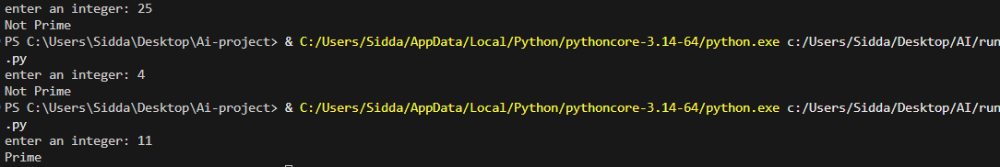 enter an integer: 25
Not Prime
PS C:\Users\Sidda\Desktop\Ai-project> & C:/Users/Sidda/AppData/Local/Python/pythoncore-3.14-64/python.exe c:/Users/Sidda/Desktop/AI/run
.py
enter an integer: 4
Not Prime
PS C:\Users\Sidda\Desktop\Ai-project> & C:/Users/Sidda/AppData/Local/Python/pythoncore-3.14-64/python.exe c:/Users/Sidda/Desktop/AI/run
.py
enter an integer: 11
Prime